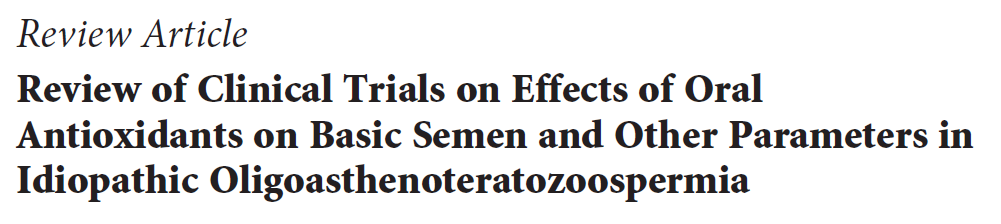 Review Article
Review of Clinical Trials on Effects of Oral
Antioxidants on Basic Semen and Other Parameters in
Idiopathic Oligoasthenoteratozoospermia